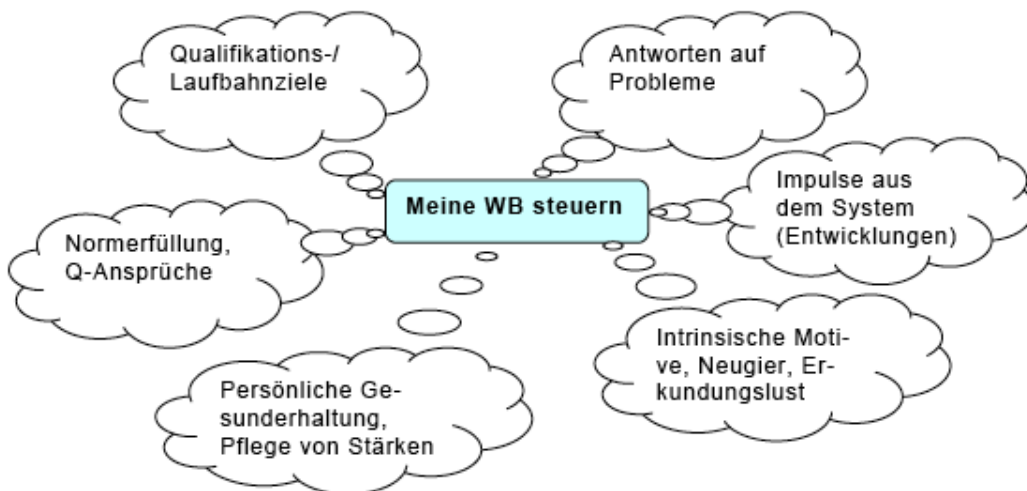 Qualifikations-/
Laufbahnziele
Antworten auf
Probleme
Meine WB steuern
Impulse aus
dem System
(Entwicklungen)
Normerfüllung,
Q-Ansprüche
Intrinsische Moti-
ve, Neugier, Er-
kundungslust
Persönliche Ge-
sunderhaltung,
Pflege von Stärken